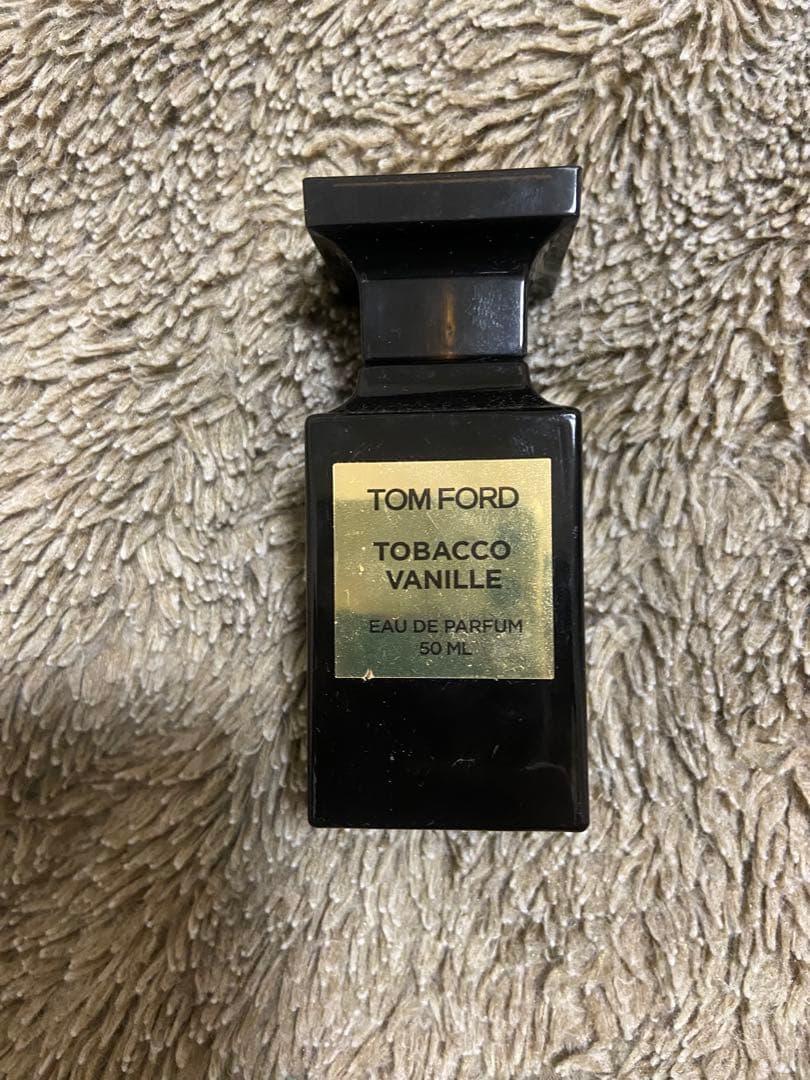 TOM FORD
TOBACCO
VANILLE
EAU DE PARFUM
50 ML